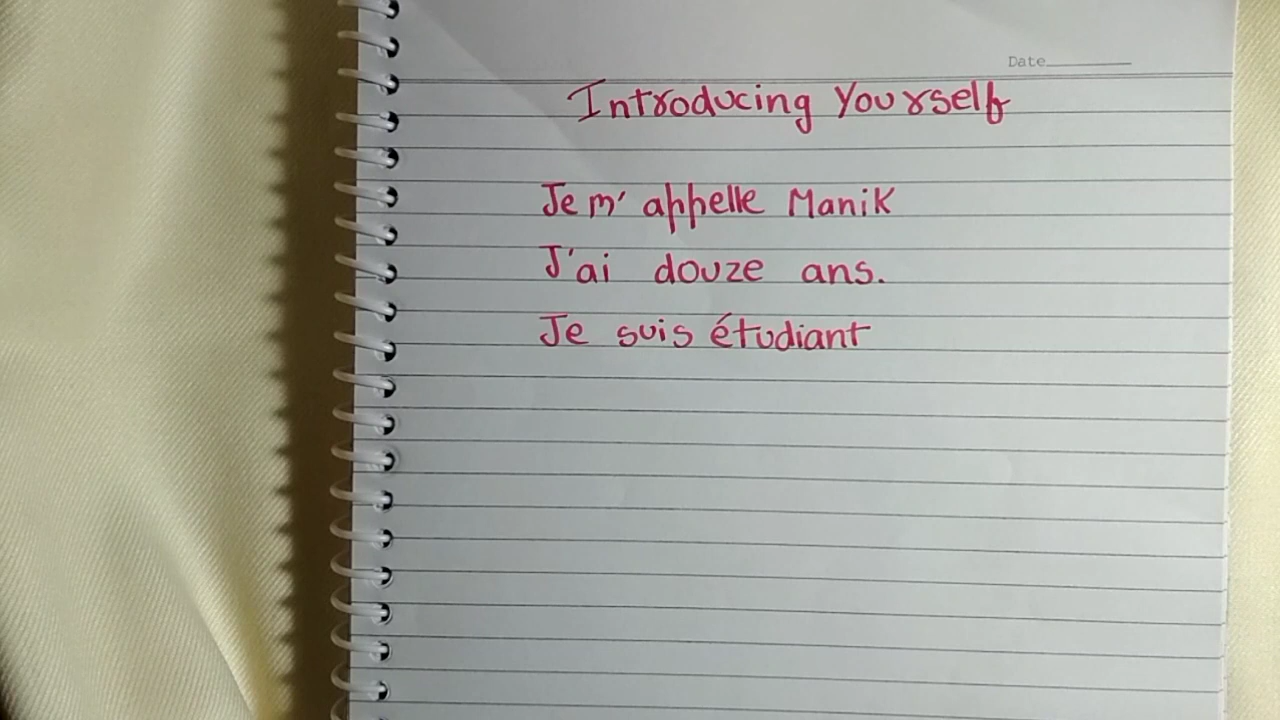 Date
Introducing Yourself
Je m' appelle Manik
J'ai douze ans.
Je suis étudiant